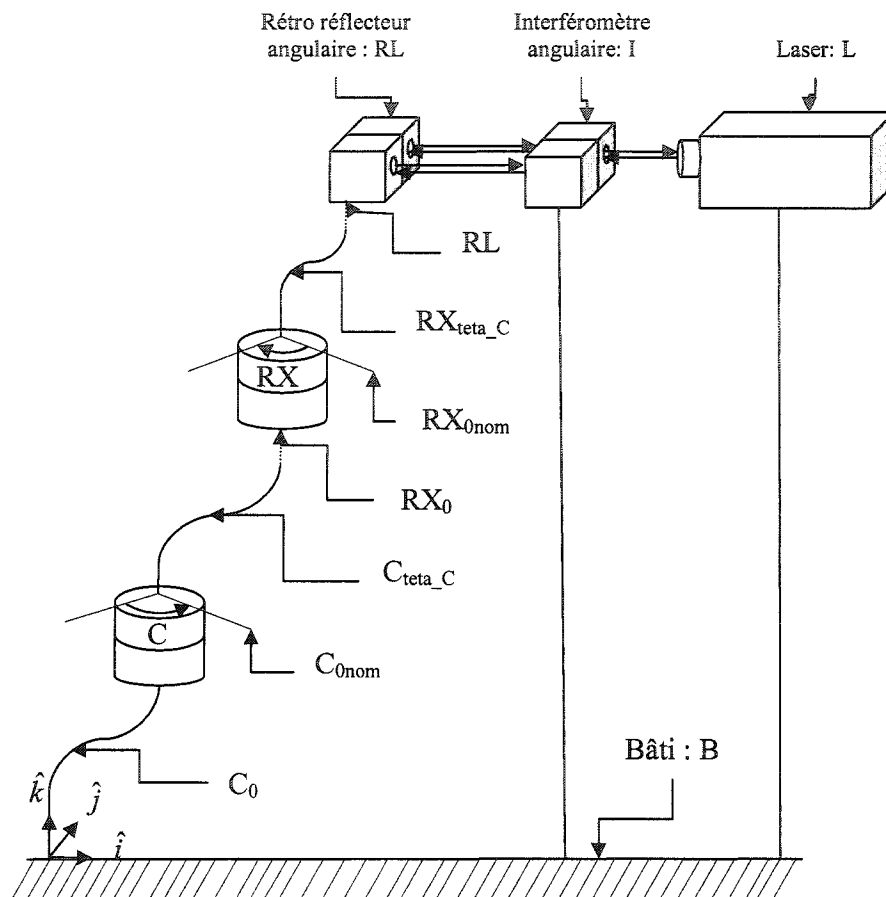 Rétro réflecteur
angulaire : RL
Interféromètre
angulaire: I
Laser: L
RL
RXteta_C
RX
RX0nom
RX0
Cteta_C
C
C0nom
C0
Bâti : B
k̂
ĵ
î